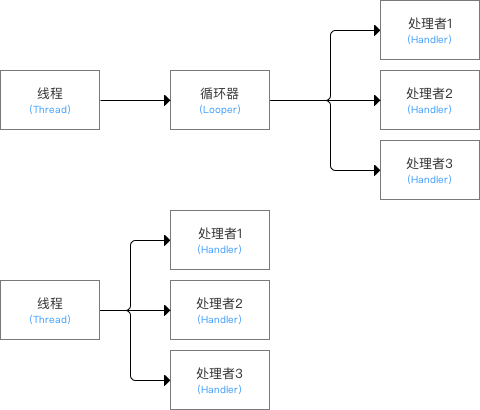 处理者1
(Handler)
线程
(Thread)
循环器
(Looper)
处理者2
(Handler)
处理者3
(Handler)
处理者1
(Handler)
线程
(Thread)
处理者2
(Handler)
处理者3
(Handler)